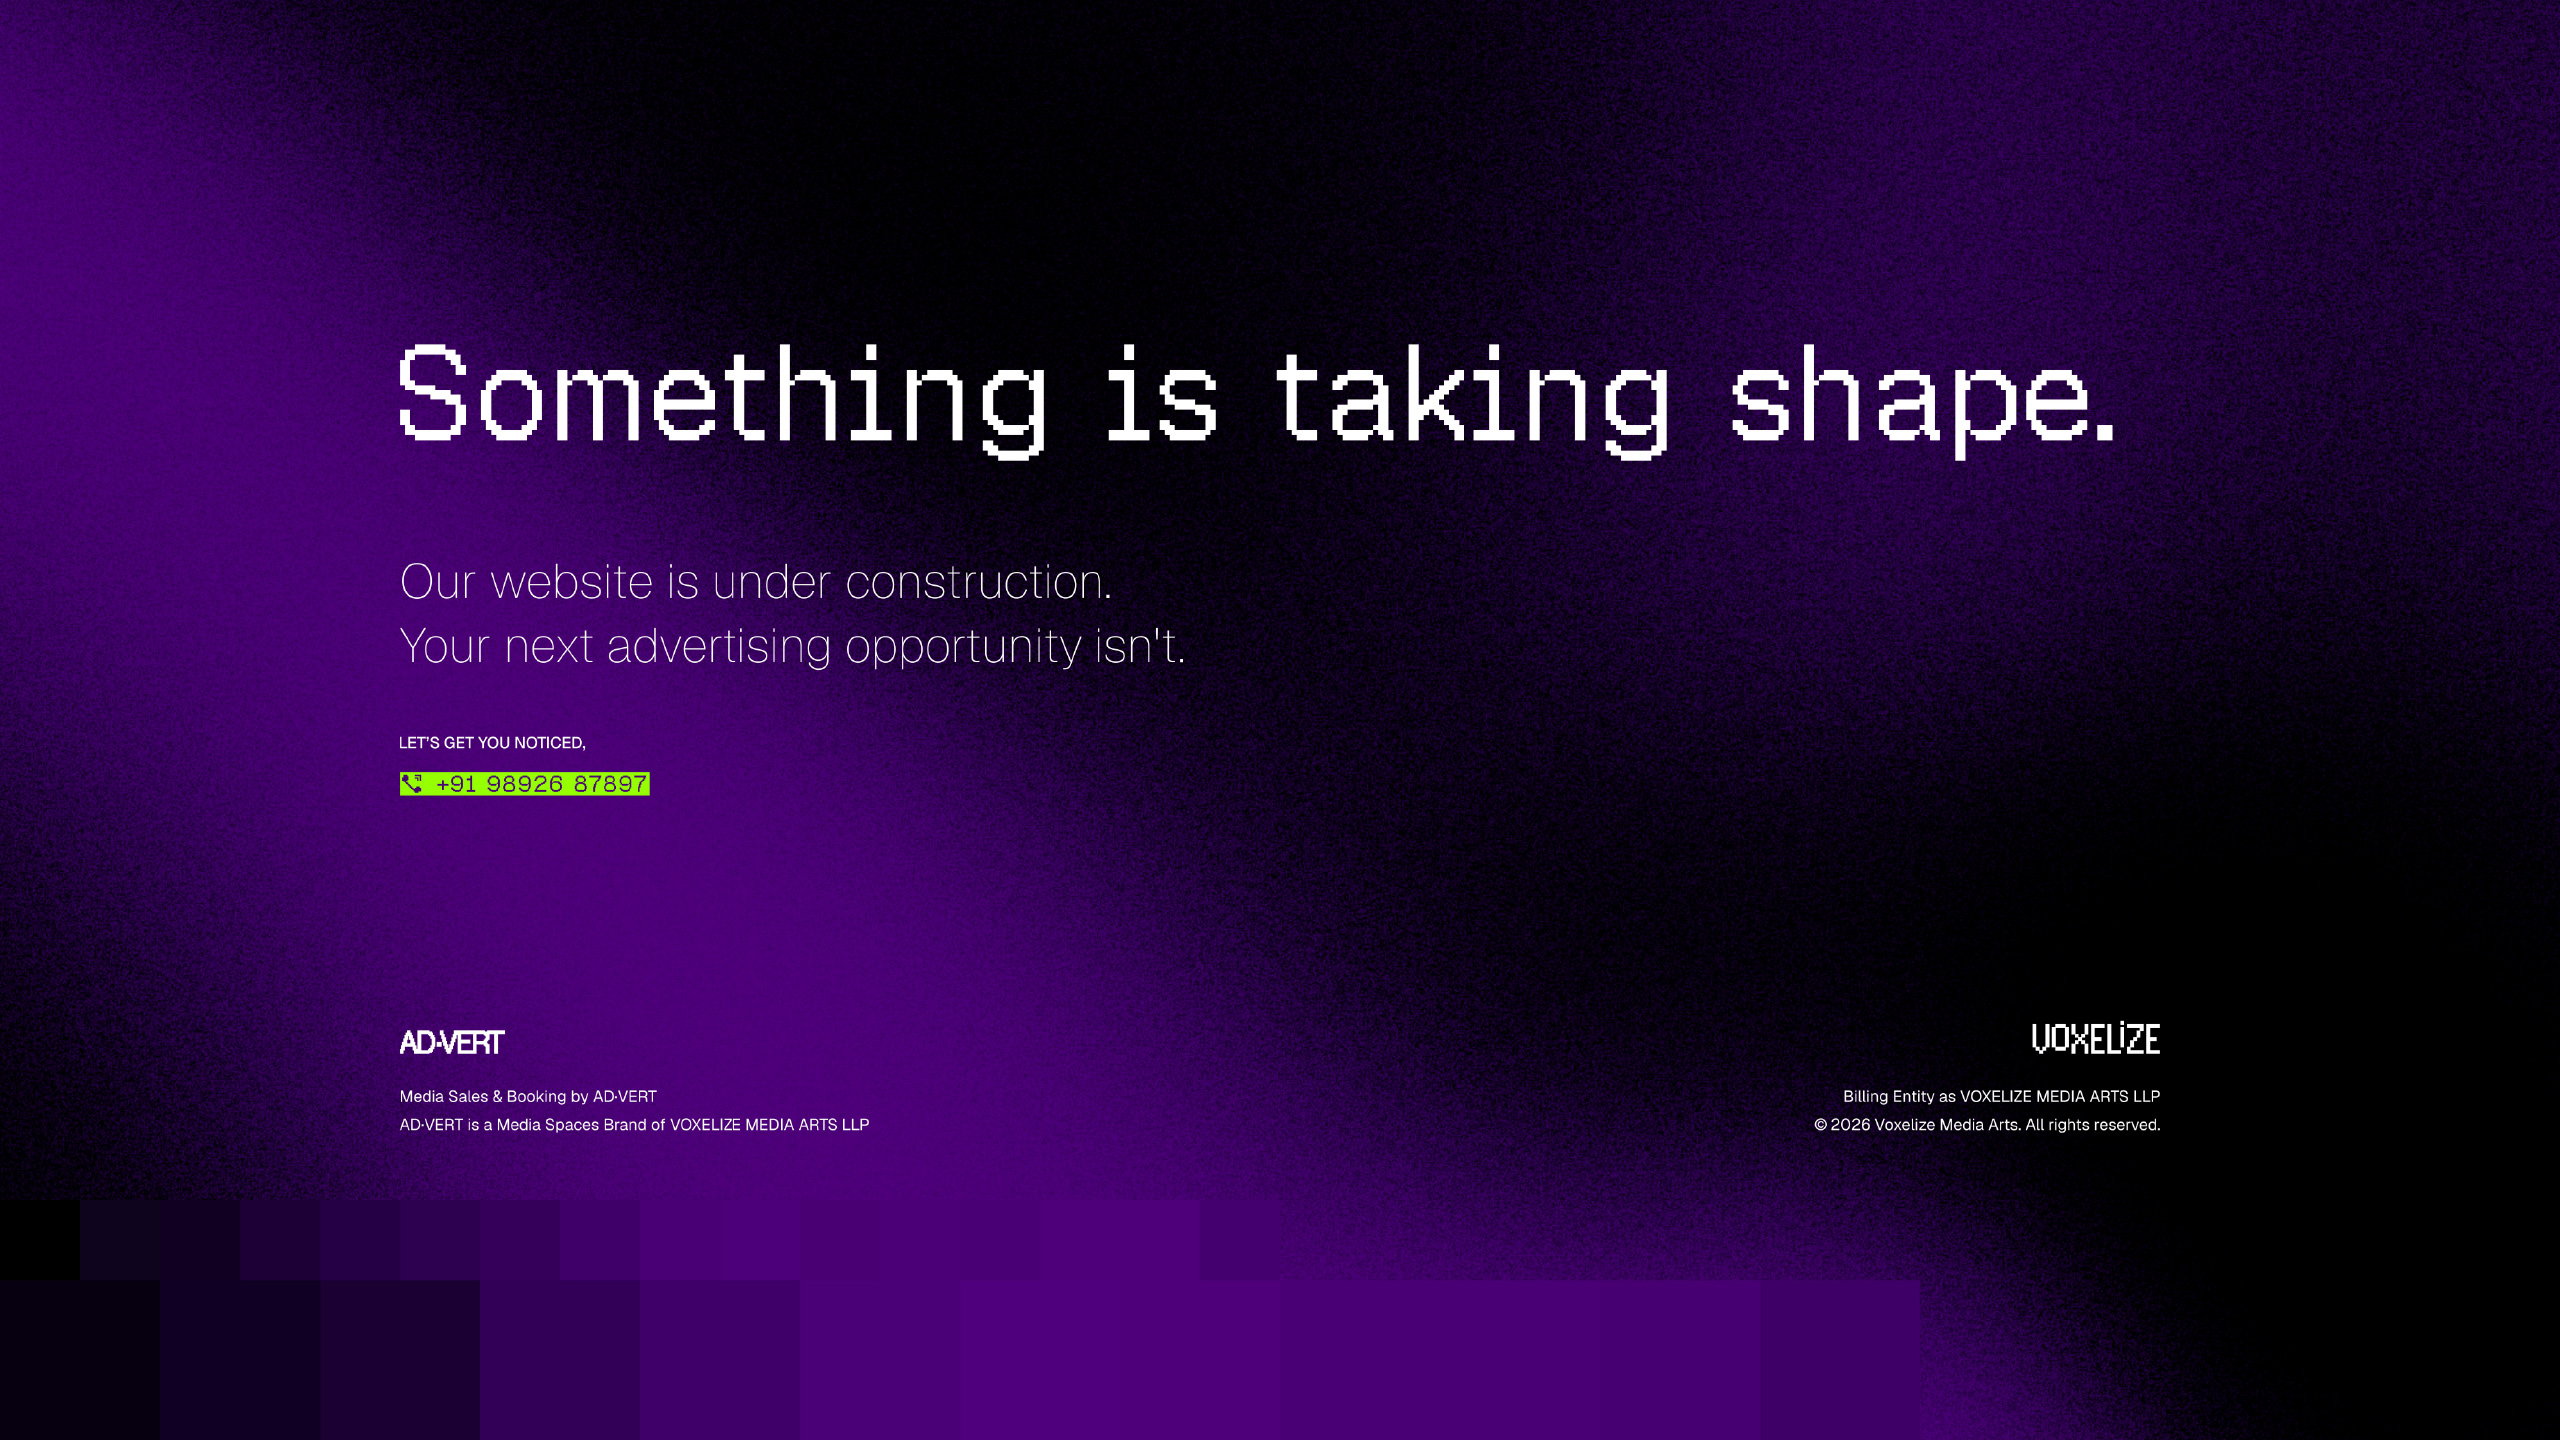 Something is taking shape.
Our website is under construction.
Your next advertising opportunity isn't.
LET'S GET YOU NOTICED,
+91 98926 87897
AD·VERT
Media Sales & Booking by AD·VERT
AD·VERT is a Media Spaces Brand of VOXELIZE MEDIA ARTS LLP
VOXELiZE
Billing Entity as VOXELIZE MEDIA ARTS LLP
© 2026 Voxelize Media Arts. All rights reserved.